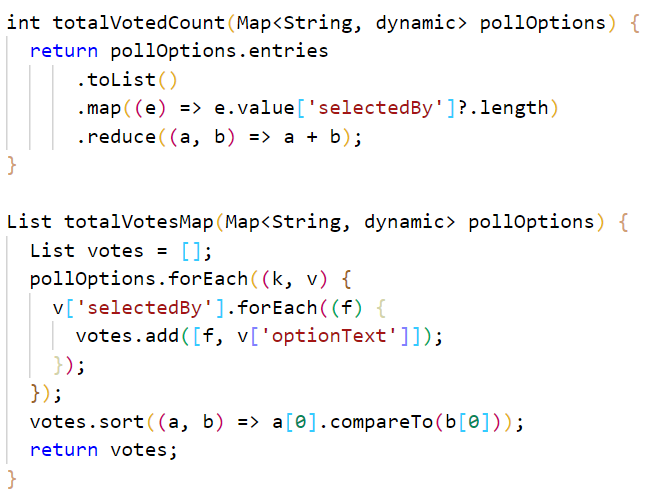 int totalVotedCount(Map<String, dynamic> pollOptions) {
  return pollOptions.entries
      .toList()
      .map((e) => e.value['selectedBy']?.length)
      .reduce((a, b) => a + b);
}

List totalVotesMap(Map<String, dynamic> pollOptions) {
  List votes = [];
  pollOptions.forEach((k, v) {
    v['selectedBy'].forEach((f) {
      votes.add([f, v['optionText']]);
    });
  });
  votes.sort((a, b) => a[0].compareTo(b[0]));
  return votes;
}